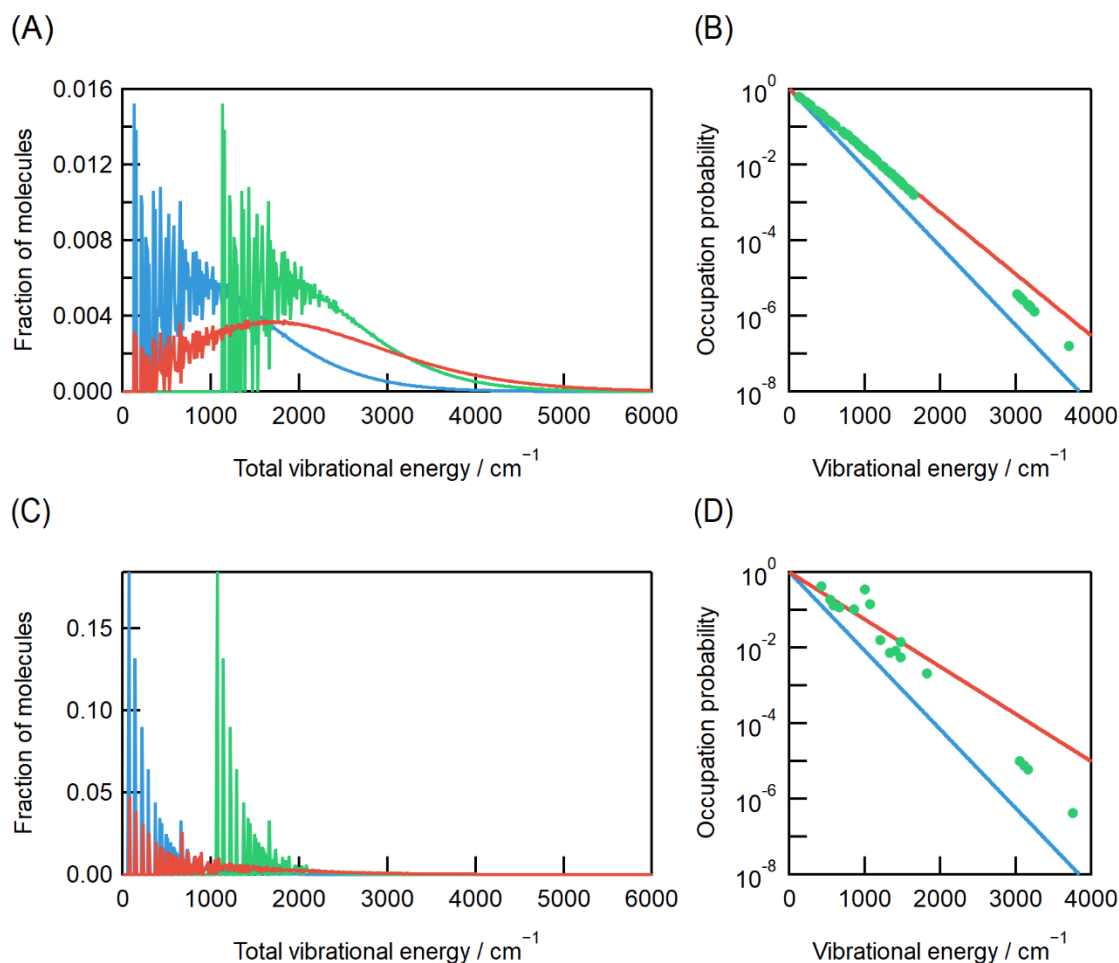 (A)
Fraction of molecules
0.016
0.012
0.008
0.004
0.000
0 1000 2000 3000 4000 5000 6000
Total vibrational energy / cm⁻¹
(B)
Occupation probability
10⁰
10⁻²
10⁻⁴
10⁻⁶
10⁻⁸
0 1000 2000 3000 4000
Vibrational energy / cm⁻¹
(C)
Fraction of molecules
0.15
0.10
0.05
0.00
0 1000 2000 3000 4000 5000 6000
Total vibrational energy / cm⁻¹
(D)
Occupation probability
10⁰
10⁻²
10⁻⁴
10⁻⁶
10⁻⁸
0 1000 2000 3000 4000
Vibrational energy / cm⁻¹